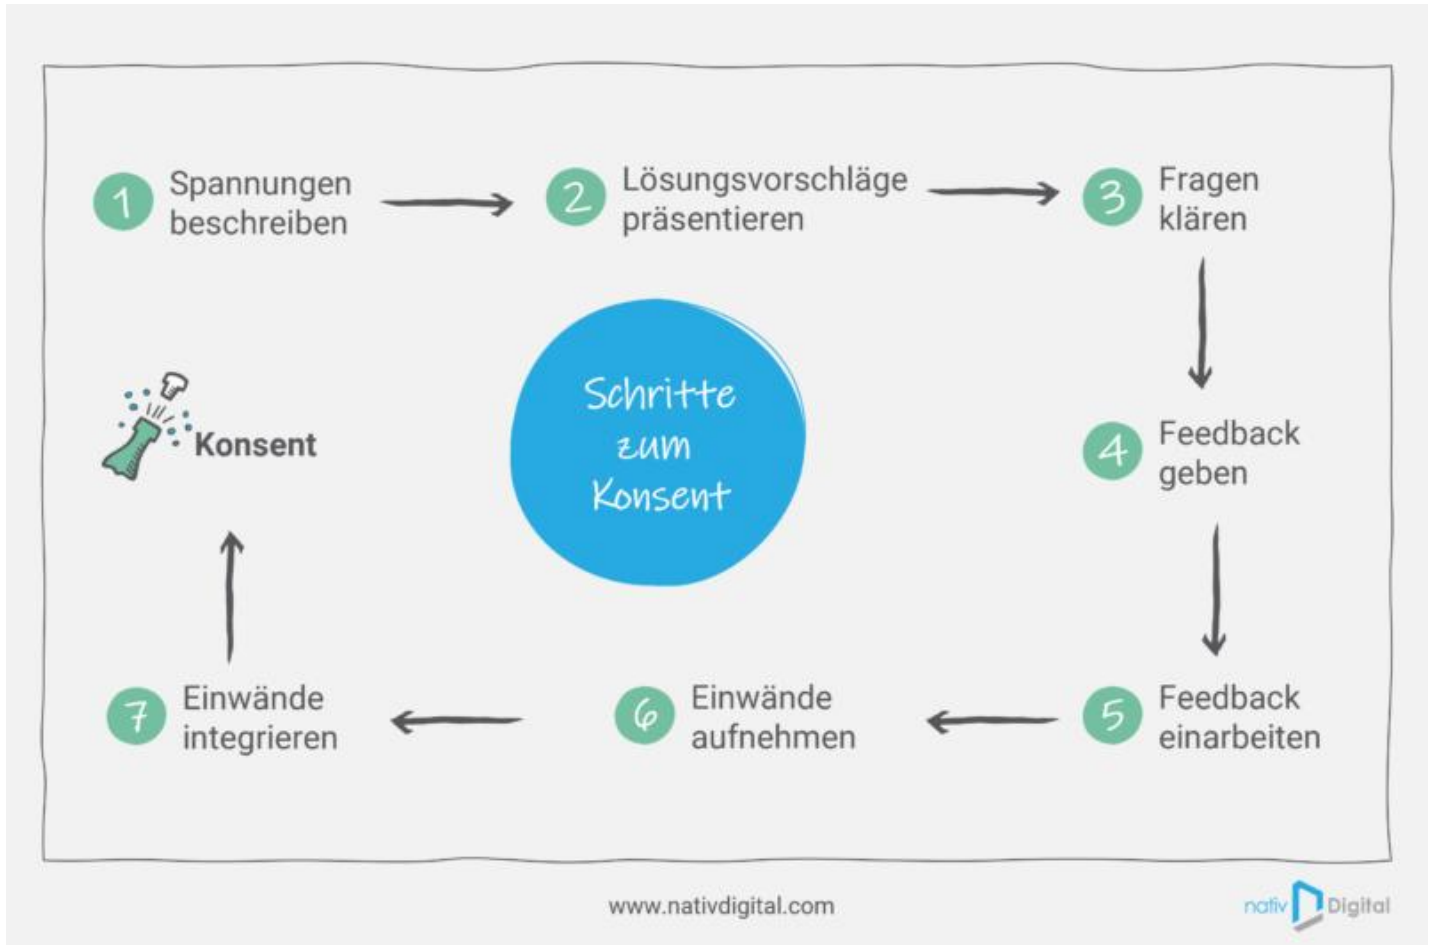 1
Spannungen
beschreiben
2
Lösungsvorschläge
präsentieren
3
Fragen
klären
Schritte
zum
Konsent
4
Feedback
geben
5
Feedback
einarbeiten
6
Einwände
aufnehmen
7
Einwände
integrieren
Konsent
www.nativdigital.com
nativ Digital